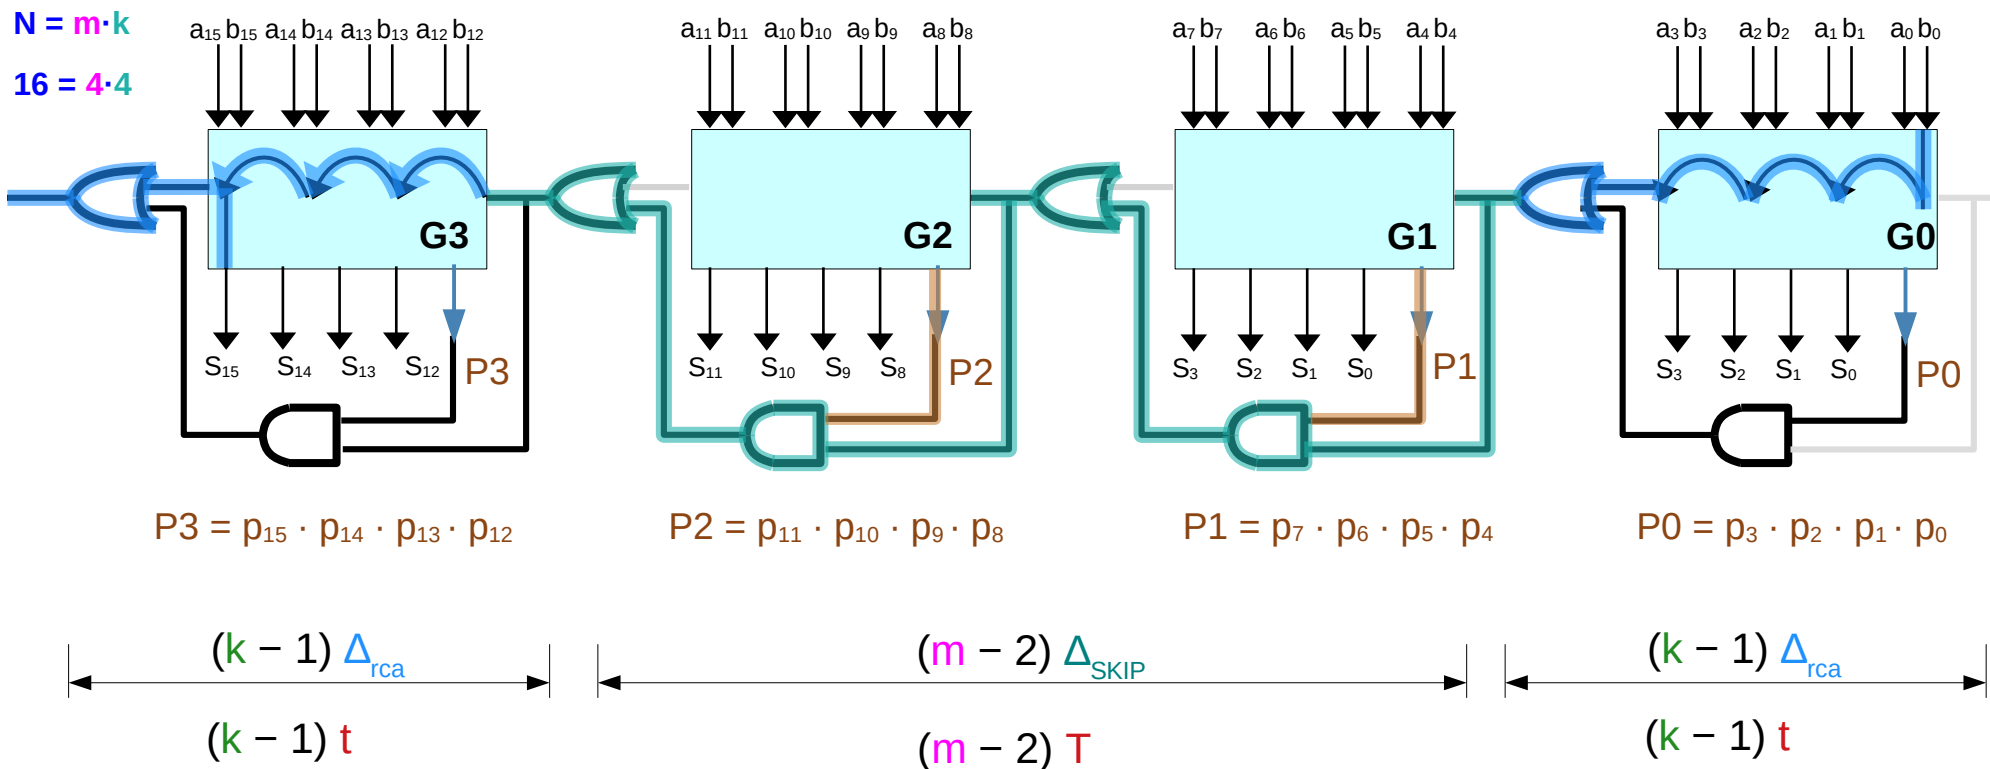 N = m·k
16 = 4·4
a15 b15 a14 b14 a13 b13 a12 b12
a11 b11 a10 b10 a9 b9 a8 b8
a7 b7 a6 b6 a5 b5 a4 b4
a3 b3 a2 b2 a1 b1 a0 b0
G3
G2
G1
G0
S15 S14 S13 S12 P3
S11 S10 S9 S8 P2
S3 S2 S1 S0 P1
S3 S2 S1 S0 P0
P3 = p15 · p14 · p13 · p12
P2 = p11 · p10 · p9 · p8
P1 = p7 · p6 · p5 · p4
P0 = p3 · p2 · p1 · p0
(k − 1) Δrca
(m − 2) ΔSKIP
(k − 1) Δrca
(k − 1) t
(m − 2) T
(k − 1) t